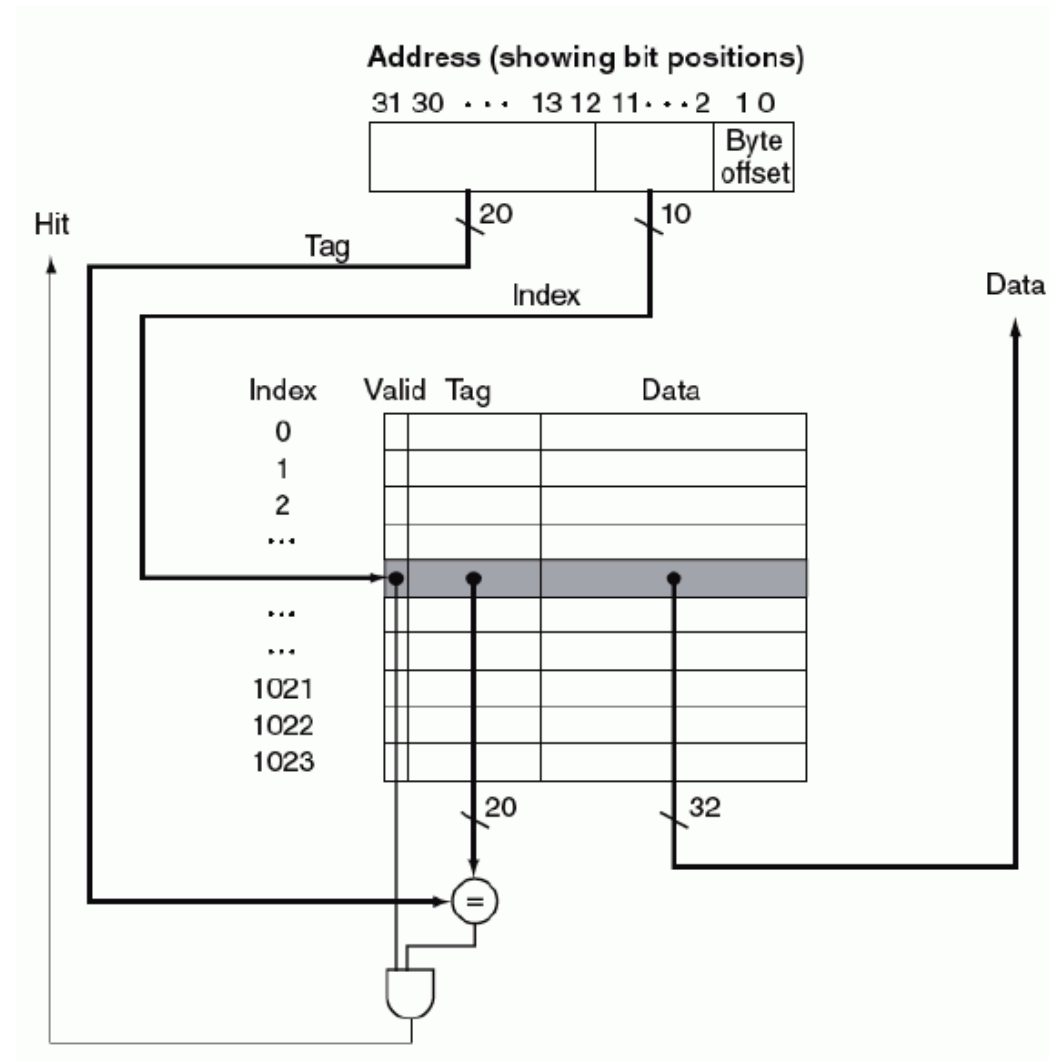 Address (showing bit positions)
31 30 ··· 13 12 11···2 1 0
Byte
offset
20
10
Hit
Tag
Index
Data
Index Valid Tag Data
0
1
2
...
...
...
1021
1022
1023
20
32
=